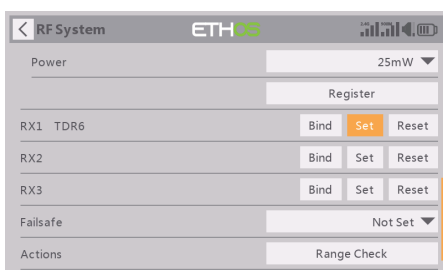 RF System ETHOS
Power 25mW
Register
RX1 TDR6 Bind Set Reset
RX2 Bind Set Reset
RX3 Bind Set Reset
Failsafe Not Set
Actions Range Check